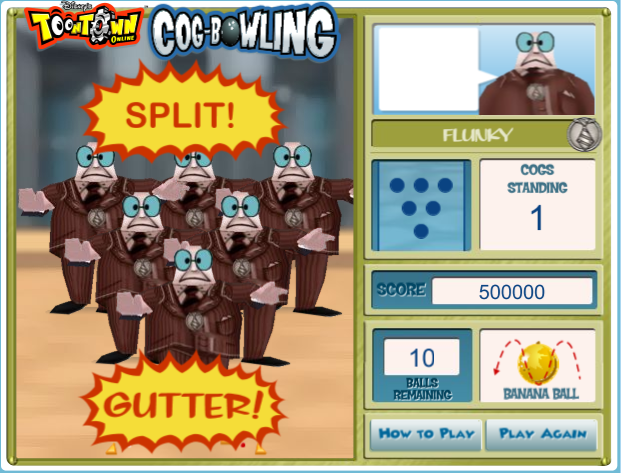 Disney's
TOONTOWN
ONLINE
COG-BOWLING
SPLIT!
GUTTER!
FLUNKY
COGS
STANDING
1
SCORE 500000
10
BALLS
REMAINING
BANANA BALL
HOW TO PLAY
PLAY AGAIN